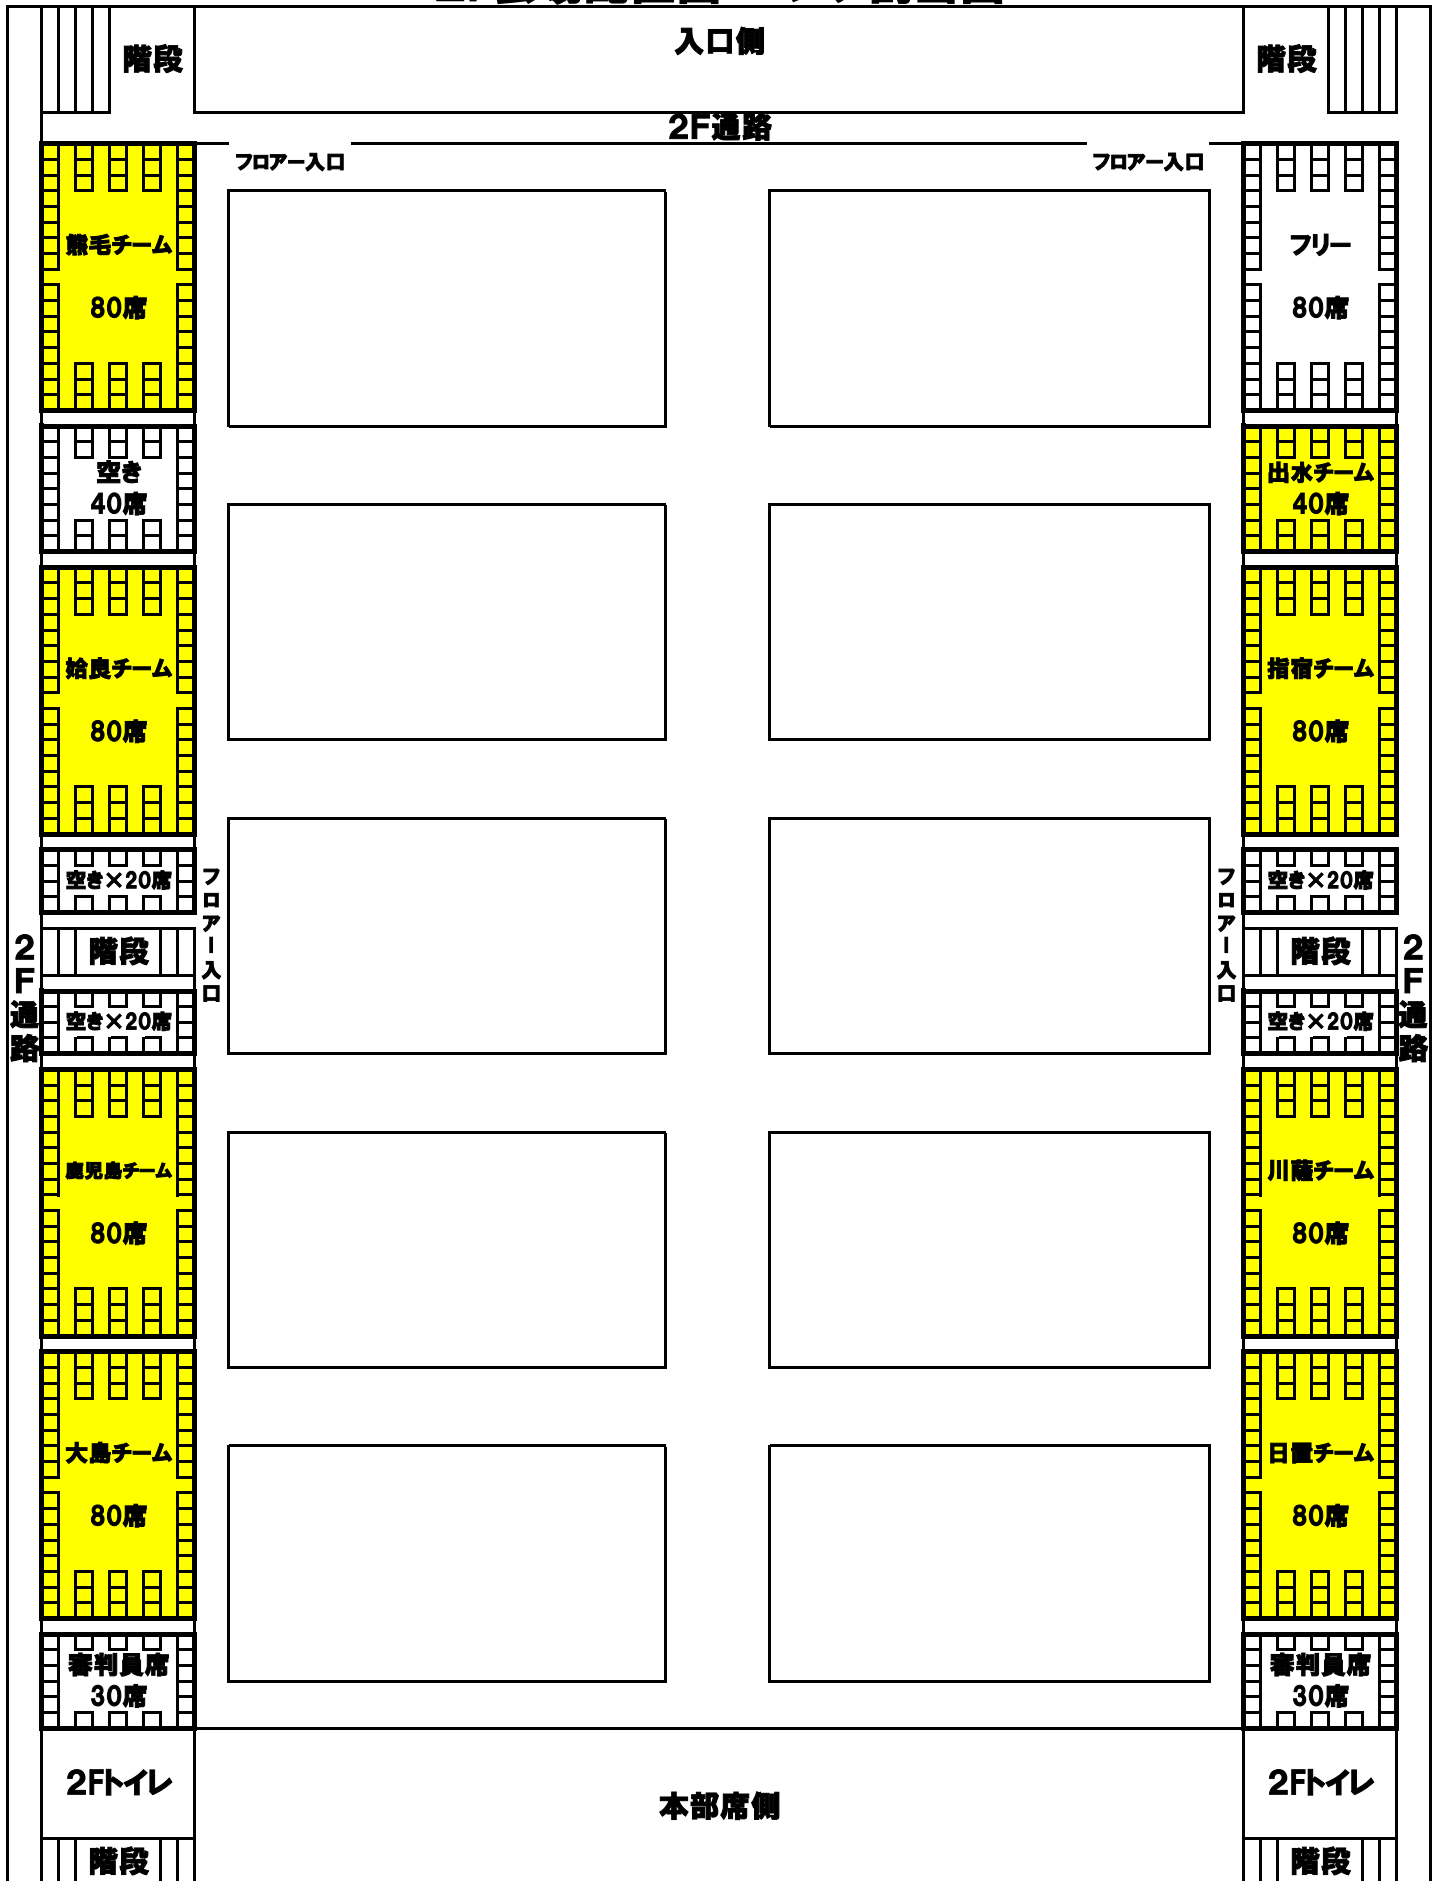 階段
入口側
階段
2F通路
フロアー入口
フロアー入口
熊毛チーム
80席
フリー
80席
空き
40席
出水チーム
40席
姶良チーム
80席
指宿チーム
80席
空き×20席
フロアー入口
フロアー入口
空き×20席
2F通路
階段
階段
2F通路
空き×20席
空き×20席
鹿児島チーム
80席
川薩チーム
80席
大島チーム
80席
日置チーム
80席
審判員席
30席
審判員席
30席
2Fトイレ
本部席側
2Fトイレ
階段
階段